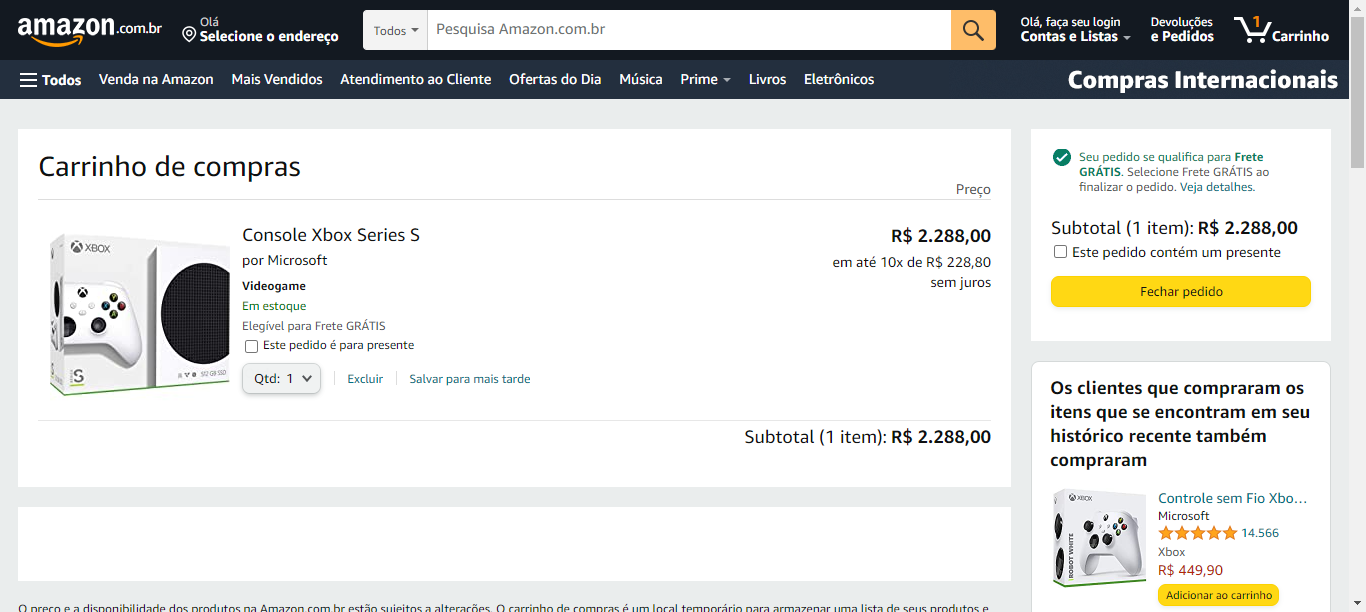 amazon.com.br
Olá
Selecione o endereço
Todos
Pesquisa Amazon.com.br
Olá, faça seu login
Contas e Listas
Devoluções
e Pedidos
1
Carrinho
Todos
Venda na Amazon
Mais Vendidos
Atendimento ao Cliente
Ofertas do Dia
Música
Prime
Livros
Eletrônicos
Compras Internacionais
Carrinho de compras
Preço
XBOX
S
512 GB SSD
Console Xbox Series S
por Microsoft
Videogame
Em estoque
Elegível para Frete GRÁTIS
Este pedido é para presente
Qtd: 1
Excluir
Salvar para mais tarde
R$ 2.288,00
em até 10x de R$ 228,80
sem juros
Subtotal (1 item): R$ 2.288,00
Seu pedido se qualifica para Frete
GRÁTIS. Selecione Frete GRÁTIS ao
finalizar o pedido. Veja detalhes.
Subtotal (1 item): R$ 2.288,00
Este pedido contém um presente
Fechar pedido
Os clientes que compraram os
itens que se encontram em seu
histórico recente também
compraram
XBOX
ROBOT WHITE
Controle sem Fio Xbo…
Microsoft
14.566
Xbox
R$ 449,90
Adicionar ao carrinho
O preço e a disponibilidade dos produtos na Amazon.com.br estão sujeitos a alterações. O carrinho de compras é um local temporário para armazenar uma lista de seus produtos e